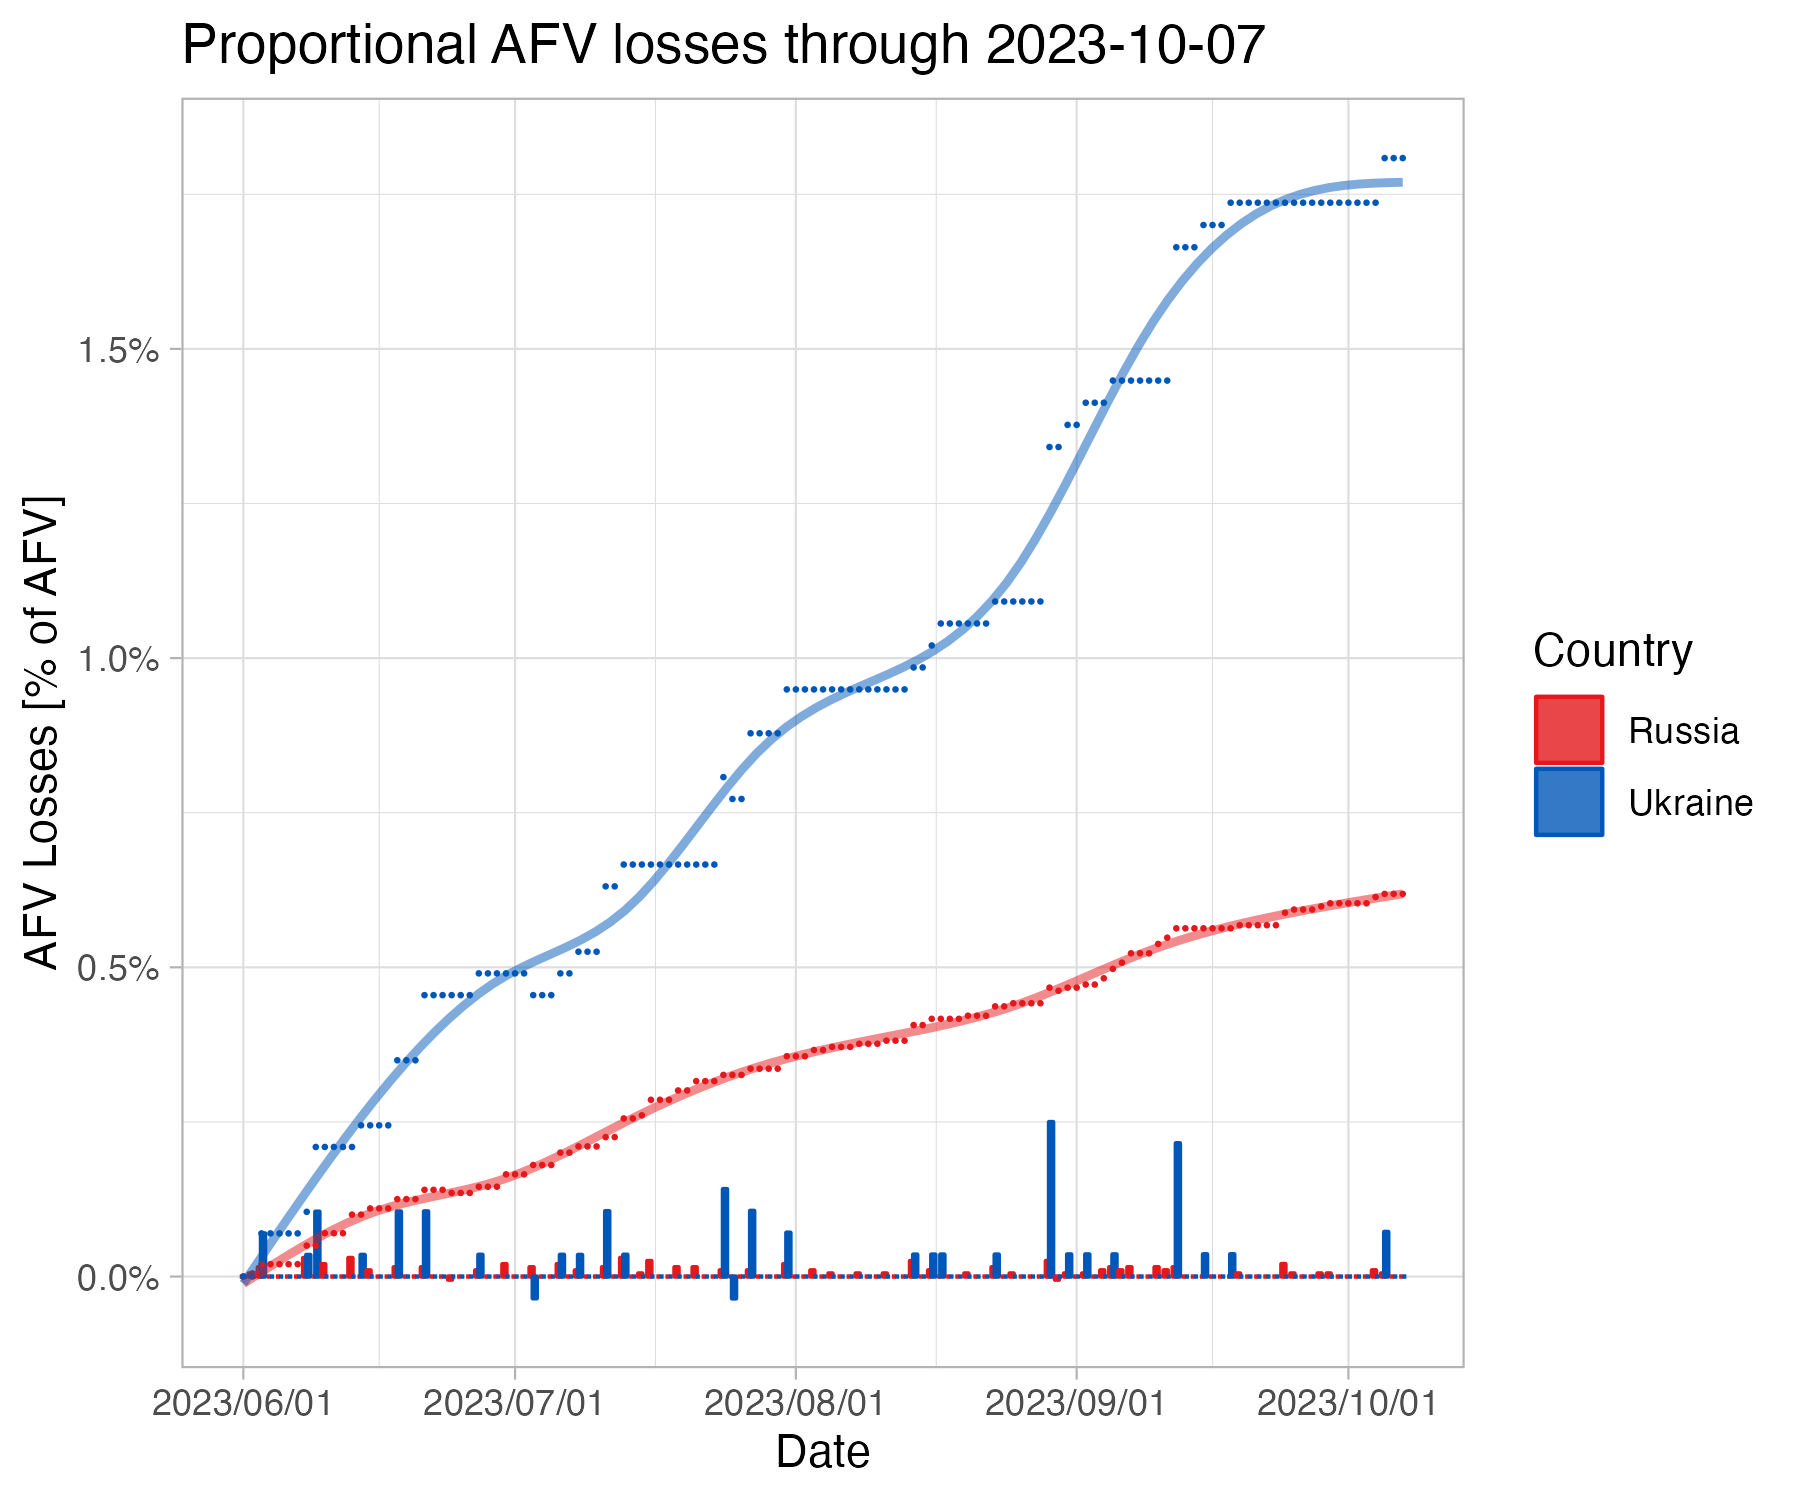 Proportional AFV losses through 2023-10-07
AFV Losses [% of AFV]
1.5%
1.0%
0.5%
0.0%
2023/06/01 2023/07/01 2023/08/01 2023/09/01 2023/10/01
Date
Country
Russia
Ukraine